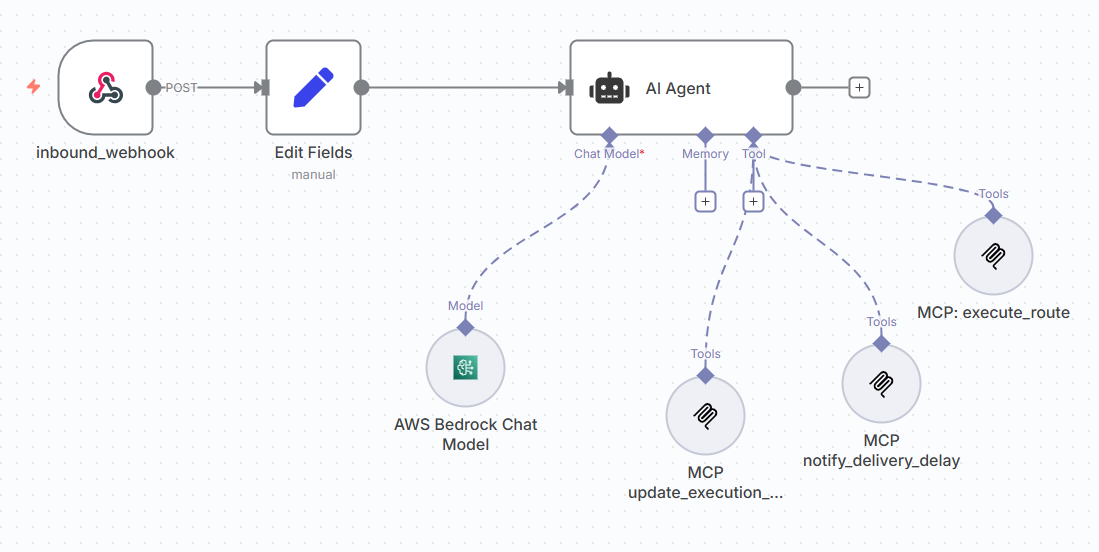 POST
inbound_webhook
Edit Fields
manual
AI Agent
Chat Model*
Memory
Tool
Model
AWS Bedrock Chat
Model
Tools
MCP
update_execution_...
Tools
MCP
notify_delivery_delay
Tools
MCP: execute_route